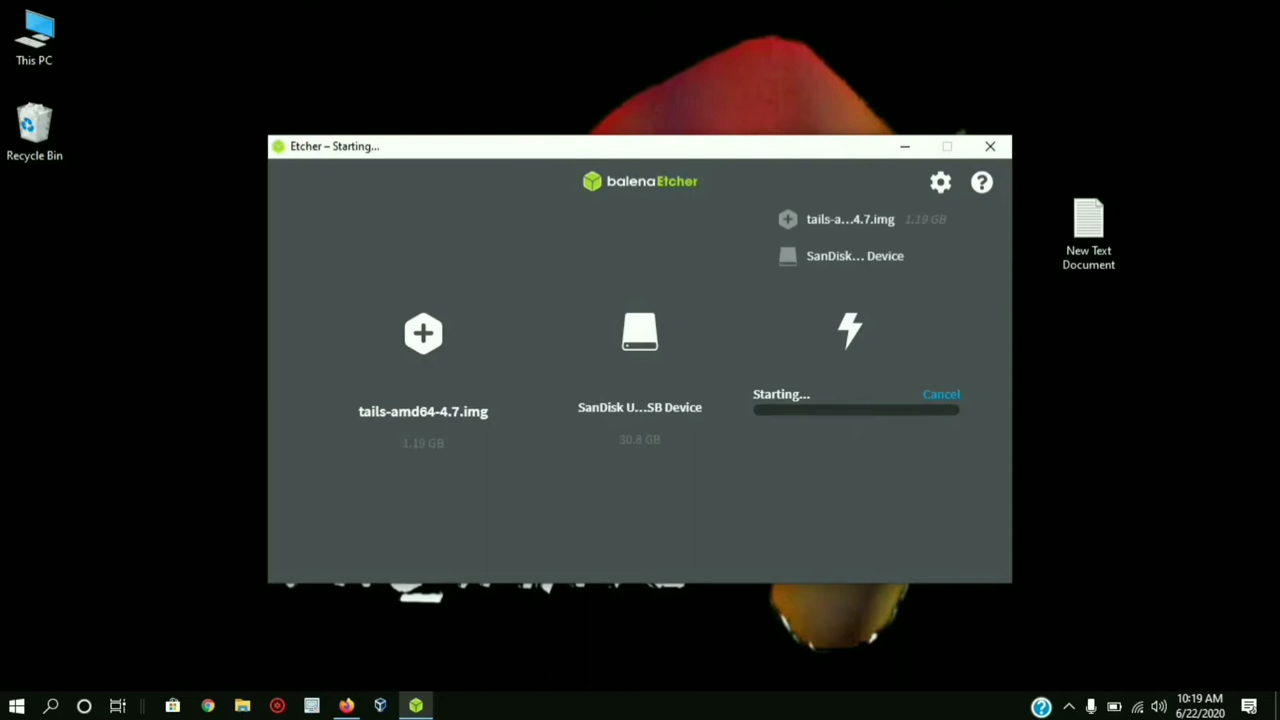 This PC
Recycle Bin
Etcher – Starting...
balenaEtcher
tails-a...4.7.img 1.19 GB
SanDisk... Device
tails-amd64-4.7.img
1.19 GB
SanDisk U...SB Device
30.8 GB
Starting...
Cancel
New Text
Document
10:19 AM
6/22/2020